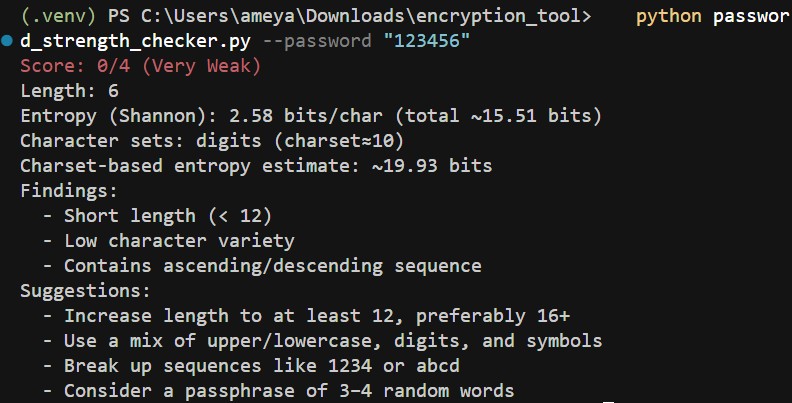 (.venv) PS C:\Users\ameya\Downloads\encryption_tool>    python passwor
d_strength_checker.py --password "123456"
Score: 0/4 (Very Weak)
Length: 6
Entropy (Shannon): 2.58 bits/char (total ~15.51 bits)
Character sets: digits (charset≈10)
Charset-based entropy estimate: ~19.93 bits
Findings:
  - Short length (< 12)
  - Low character variety
  - Contains ascending/descending sequence
Suggestions:
  - Increase length to at least 12, preferably 16+
  - Use a mix of upper/lowercase, digits, and symbols
  - Break up sequences like 1234 or abcd
  - Consider a passphrase of 3–4 random words